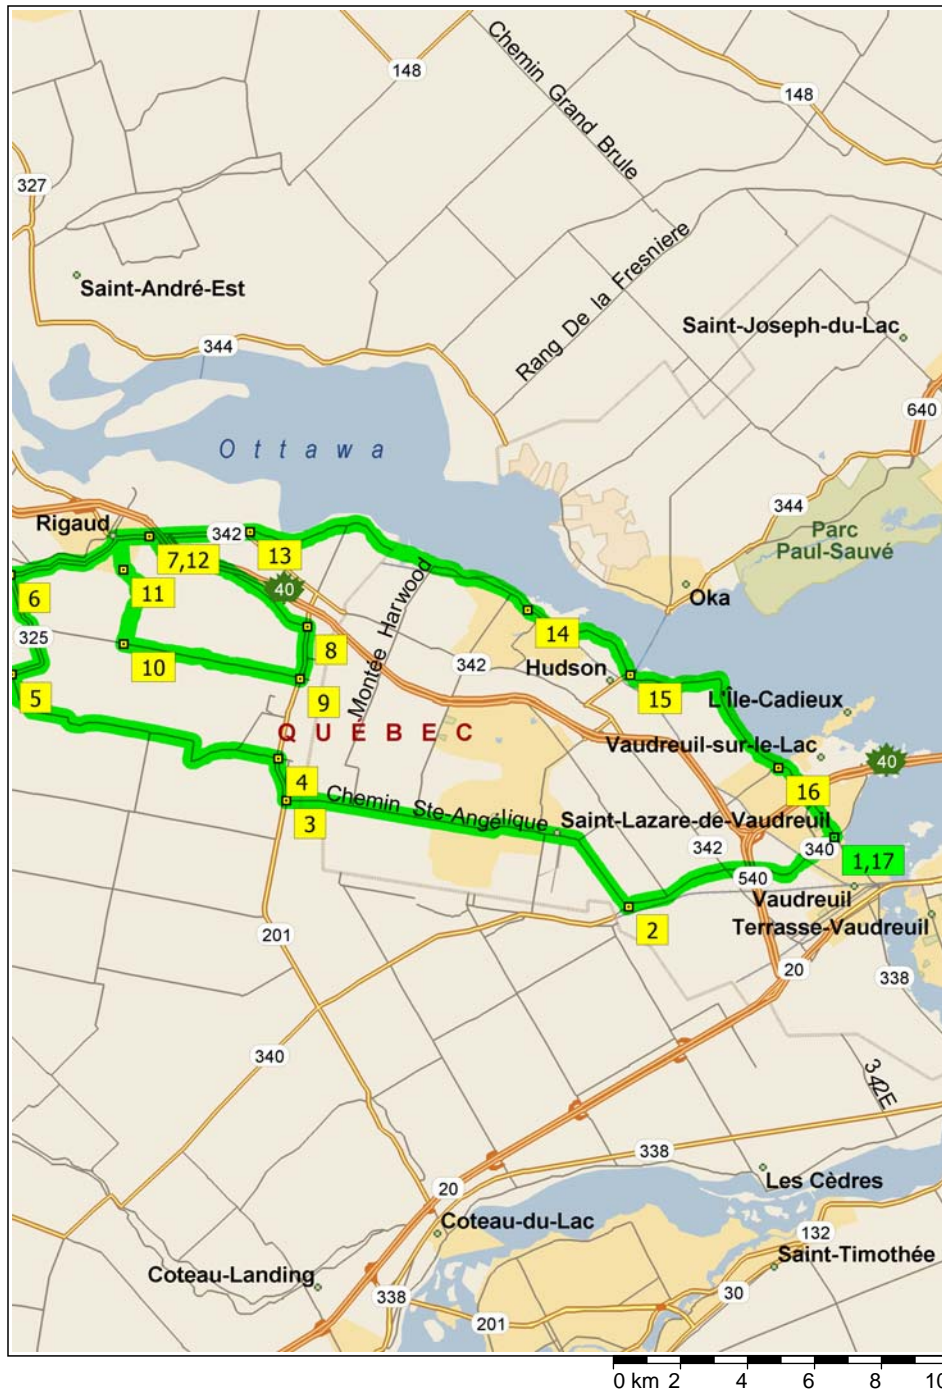 Chemin Grand Brule
148
148
327
Rang De la Fresniere
Saint-André-Est
Saint-Joseph-du-Lac
344
640
Ottawa
344
Parc
Paul-Sauvé
Rigaud
342
13
7,12
40
11
6
Oka
Montée Harwood
14
325
8
10
342
Hudson
5
9
15
L'Île-Cadieux
QUÉBEC
Vaudreuil-sur-le-Lac
40
4
16
3
Chemin Ste-Angélique
Saint-Lazare-de-Vaudreuil
342
340
1,17
540
Vaudreuil
2
Terrasse-Vaudreuil
201
20
338
340
342E
338
Les Cèdres
20
Coteau-du-Lac
132
Saint-Timothée
Coteau-Landing
338
30
201
0 km 2 4 6 8 10